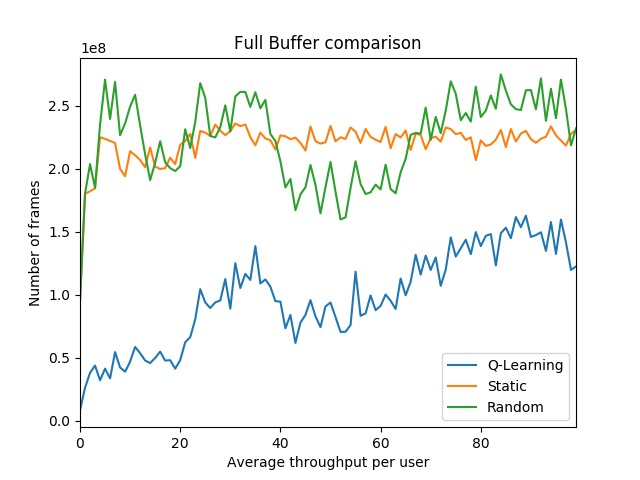 Full Buffer comparison
1e8
2.5
2.0
1.5
1.0
0.5
0.0
Number of frames
0 20 40 60 80
Average throughput per user
Q-Learning
Static
Random